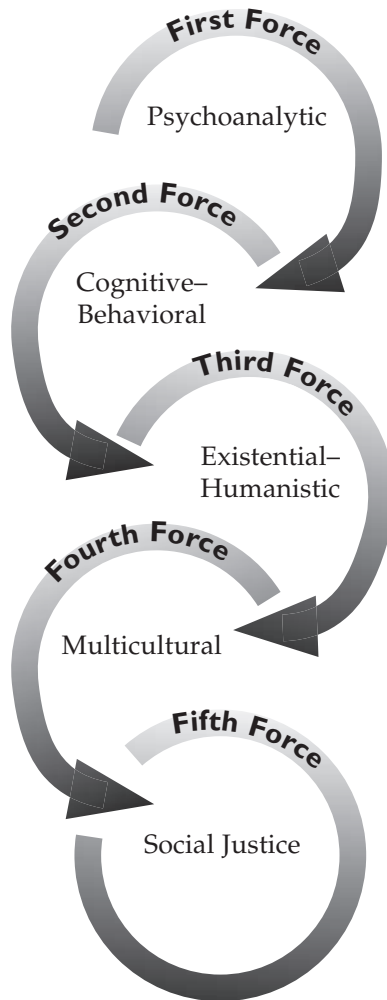 First Force
Psychoanalytic
Second Force
Cognitive–
Behavioral
Third Force
Existential–
Humanistic
Fourth Force
Multicultural
Fifth Force
Social Justice